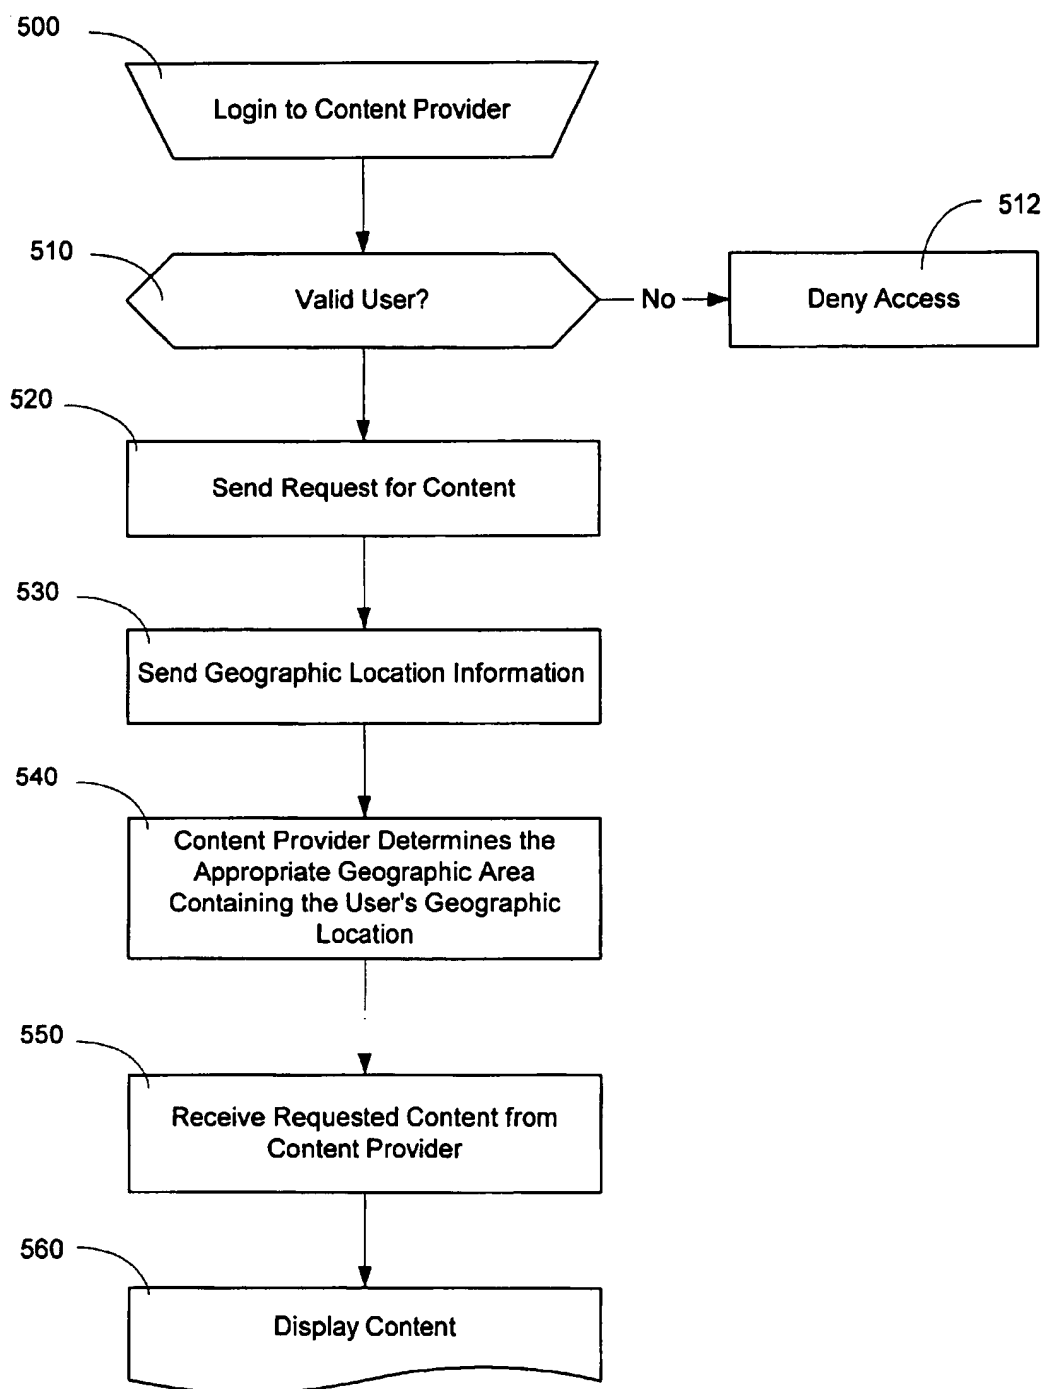 500
Login to Content Provider
512
510
Valid User?
No
Deny Access
520
Send Request for Content
530
Send Geographic Location Information
540
Content Provider Determines the
Appropriate Geographic Area
Containing the User's Geographic
Location
550
Receive Requested Content from
Content Provider
560
Display Content